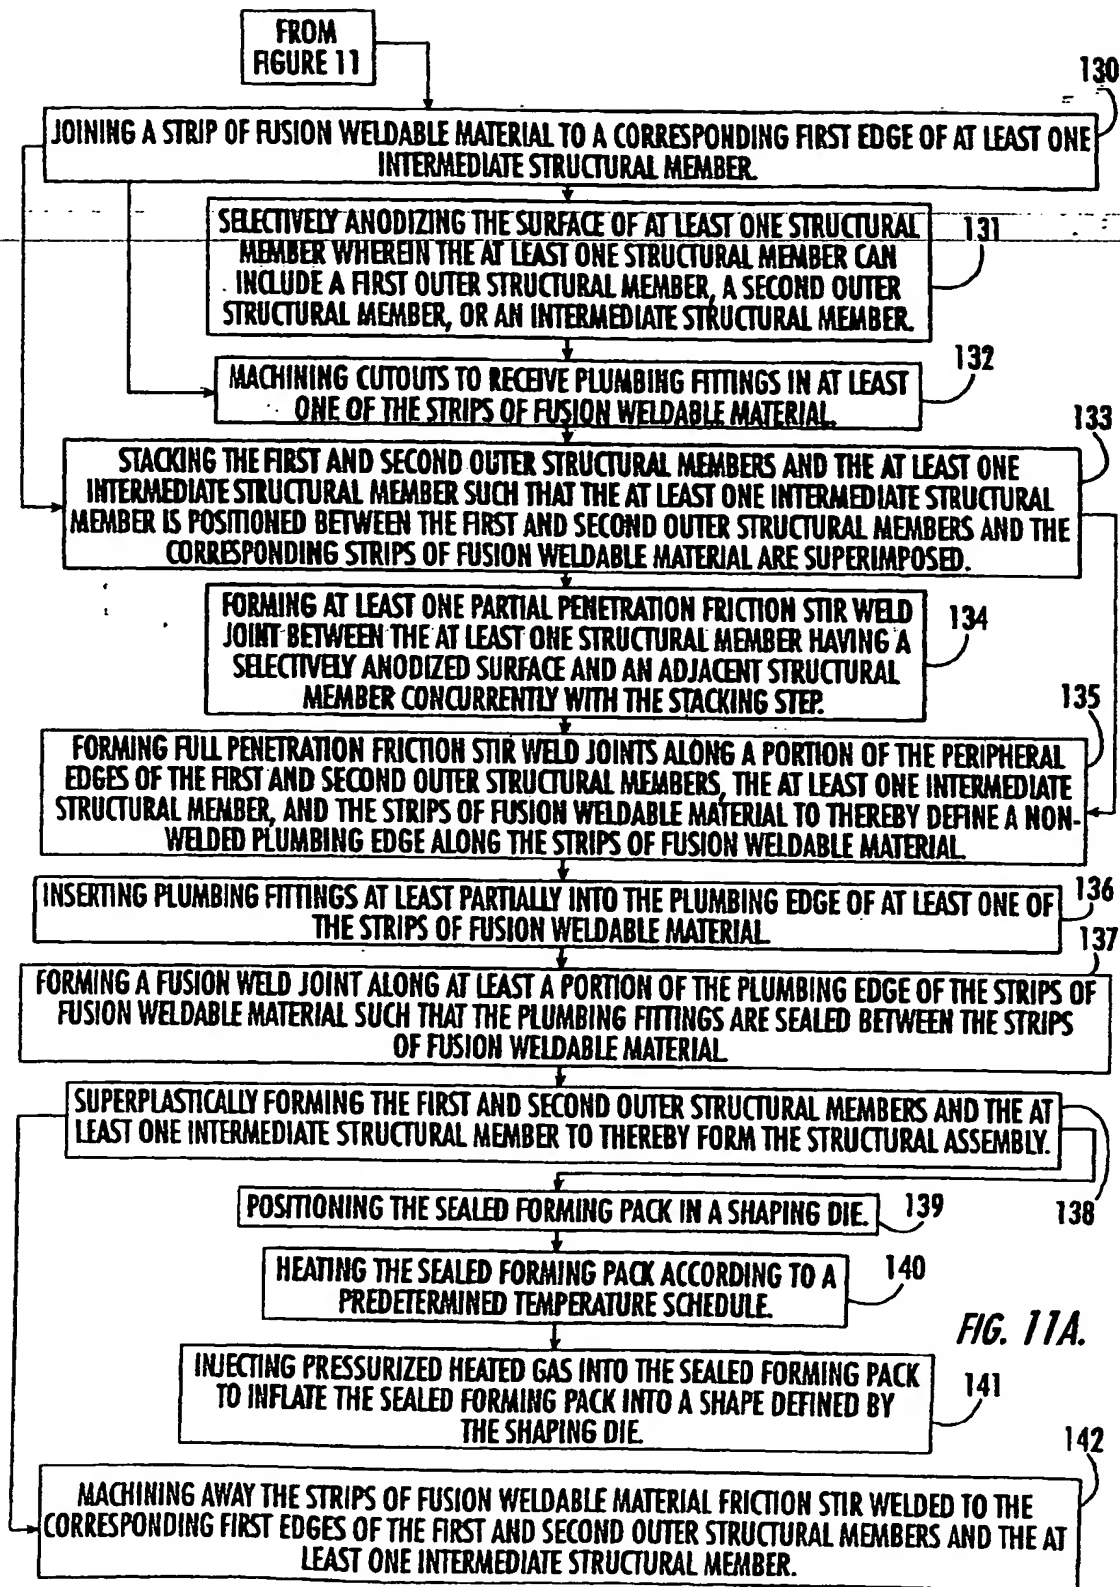 FROM
FIGURE 11
130
JOINING A STRIP OF FUSION WELDABLE MATERIAL TO A CORRESPONDING FIRST EDGE OF AT LEAST ONE
INTERMEDIATE STRUCTURAL MEMBER.
SELECTIVELY ANODIZING THE SURFACE OF AT LEAST ONE STRUCTURAL
MEMBER WHEREIN THE AT LEAST ONE STRUCTURAL MEMBER CAN
INCLUDE A FIRST OUTER STRUCTURAL MEMBER, A SECOND OUTER
STRUCTURAL MEMBER, OR AN INTERMEDIATE STRUCTURAL MEMBER.
131
MACHINING CUTOUTS TO RECEIVE PLUMBING FITTINGS IN AT LEAST
ONE OF THE STRIPS OF FUSION WELDABLE MATERIAL.
132
133
STACKING THE FIRST AND SECOND OUTER STRUCTURAL MEMBERS AND THE AT LEAST ONE
INTERMEDIATE STRUCTURAL MEMBER SUCH THAT THE AT LEAST ONE INTERMEDIATE STRUCTURAL
MEMBER IS POSITIONED BETWEEN THE FIRST AND SECOND OUTER STRUCTURAL MEMBERS AND THE
CORRESPONDING STRIPS OF FUSION WELDABLE MATERIAL ARE SUPERIMPOSED.
FORMING AT LEAST ONE PARTIAL PENETRATION FRICTION STIR WELD
JOINT BETWEEN THE AT LEAST ONE STRUCTURAL MEMBER HAVING A
SELECTIVELY ANODIZED SURFACE AND AN ADJACENT STRUCTURAL
MEMBER CONCURRENTLY WITH THE STACKING STEP.
134
135
FORMING FULL PENETRATION FRICTION STIR WELD JOINTS ALONG A PORTION OF THE PERIPHERAL
EDGES OF THE FIRST AND SECOND OUTER STRUCTURAL MEMBERS, THE AT LEAST ONE INTERMEDIATE
STRUCTURAL MEMBER, AND THE STRIPS OF FUSION WELDABLE MATERIAL TO THEREBY DEFINE A NON-
WELDED PLUMBING EDGE ALONG THE STRIPS OF FUSION WELDABLE MATERIAL.
INSERTING PLUMBING FITTINGS AT LEAST PARTIALLY INTO THE PLUMBING EDGE OF AT LEAST ONE OF
THE STRIPS OF FUSION WELDABLE MATERIAL
136
137
FORMING A FUSION WELD JOINT ALONG AT LEAST A PORTION OF THE PLUMBING EDGE OF THE STRIPS OF
FUSION WELDABLE MATERIAL SUCH THAT THE PLUMBING FITTINGS ARE SEALED BETWEEN THE STRIPS
OF FUSION WELDABLE MATERIAL
SUPERPLASTICALLY FORMING THE FIRST AND SECOND OUTER STRUCTURAL MEMBERS AND THE AT
LEAST ONE INTERMEDIATE STRUCTURAL MEMBER TO THEREBY FORM THE STRUCTURAL ASSEMBLY.
138
POSITIONING THE SEALED FORMING PACK IN A SHAPING DIE.
139
HEATING THE SEALED FORMING PACK ACCORDING TO A
PREDETERMINED TEMPERATURE SCHEDULE.
140
FIG. 11A.
INJECTING PRESSURIZED HEATED GAS INTO THE SEALED FORMING PACK
TO INFLATE THE SEALED FORMING PACK INTO A SHAPE DEFINED BY
THE SHAPING DIE.
141
142
MACHINING AWAY THE STRIPS OF FUSION WELDABLE MATERIAL FRICTION STIR WELDED TO THE
CORRESPONDING FIRST EDGES OF THE FIRST AND SECOND OUTER STRUCTURAL MEMBERS AND THE AT
LEAST ONE INTERMEDIATE STRUCTURAL MEMBER.